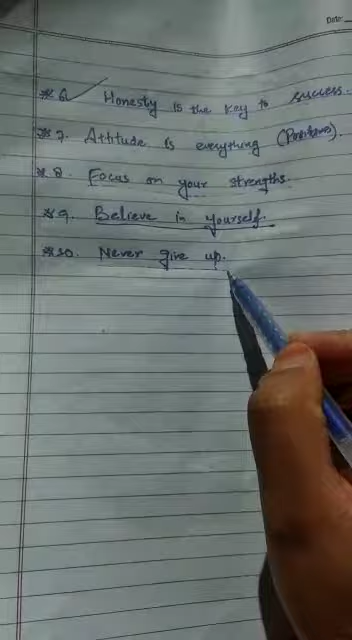 Date:
*6. Honesty is the key to success.
*7. Attitude is everything (Positiveness).
*8. Focus on your strengths.
*9. Believe in yourself.
*10. Never give up.